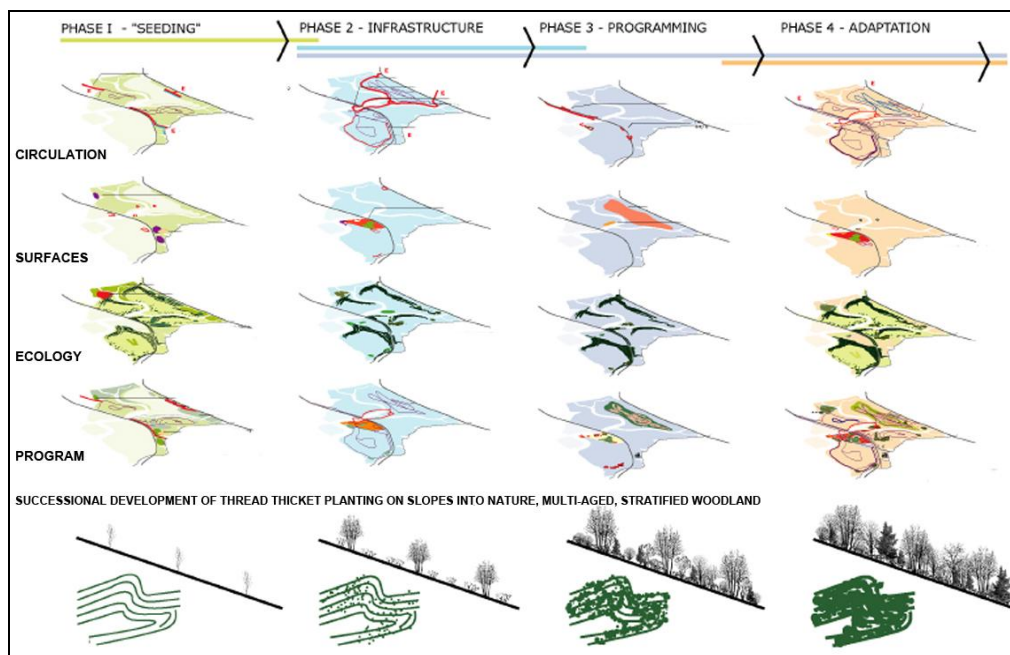 PHASE I - "SEEDING"
PHASE 2 - INFRASTRUCTURE
PHASE 3 - PROGRAMMING
PHASE 4 - ADAPTATION
E
E
E
E
E
E
E
E
CIRCULATION
SURFACES
ECOLOGY
PROGRAM
SUCCESSIONAL DEVELOPMENT OF THREAD THICKET PLANTING ON SLOPES INTO NATURE, MULTI-AGED, STRATIFIED WOODLAND